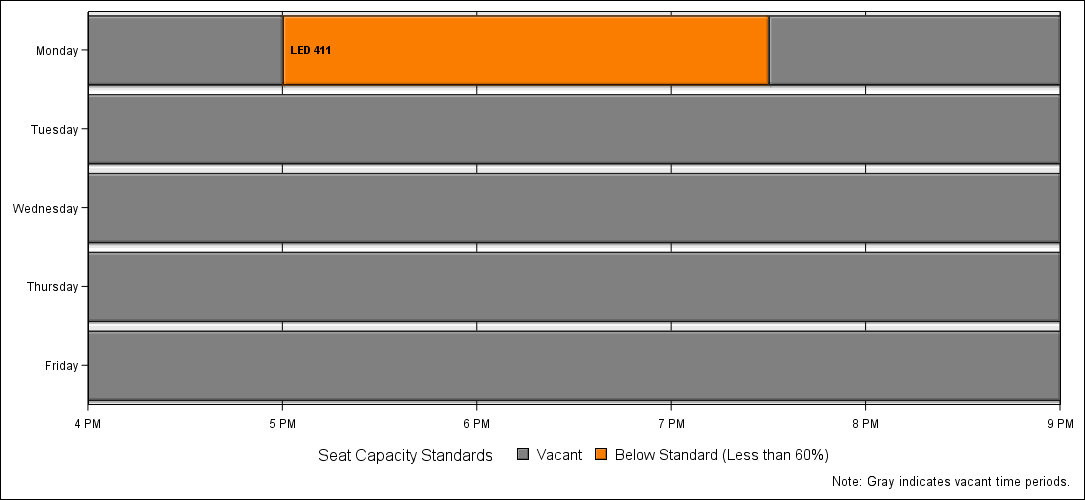 Monday
LED 411
Tuesday
Wednesday
Thursday
Friday
4 PM 5 PM 6 PM 7 PM 8 PM 9 PM
Seat Capacity Standards Vacant Below Standard (Less than 60%)
Note: Gray indicates vacant time periods.